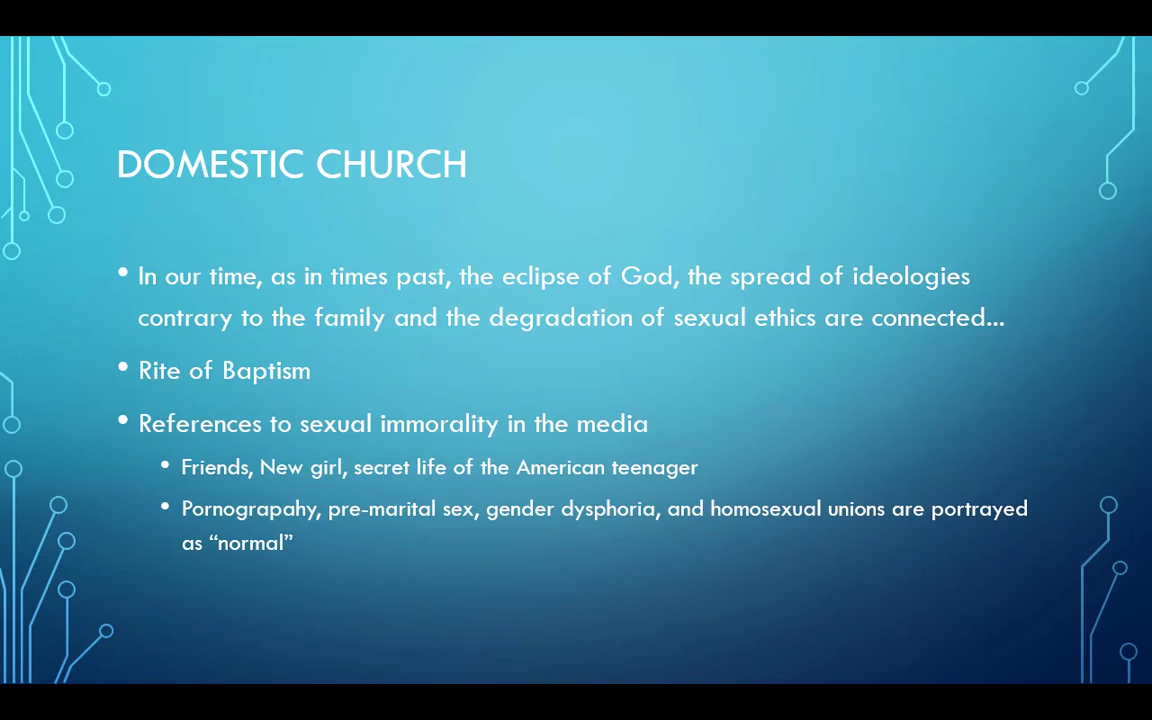 DOMESTIC CHURCH
• In our time, as in times past, the eclipse of God, the spread of ideologies
contrary to the family and the degradation of sexual ethics are connected...
• Rite of Baptism
• References to sexual immorality in the media
• Friends, New girl, secret life of the American teenager
• Pornograpahy, pre-marital sex, gender dysphoria, and homosexual unions are portrayed
as “normal”